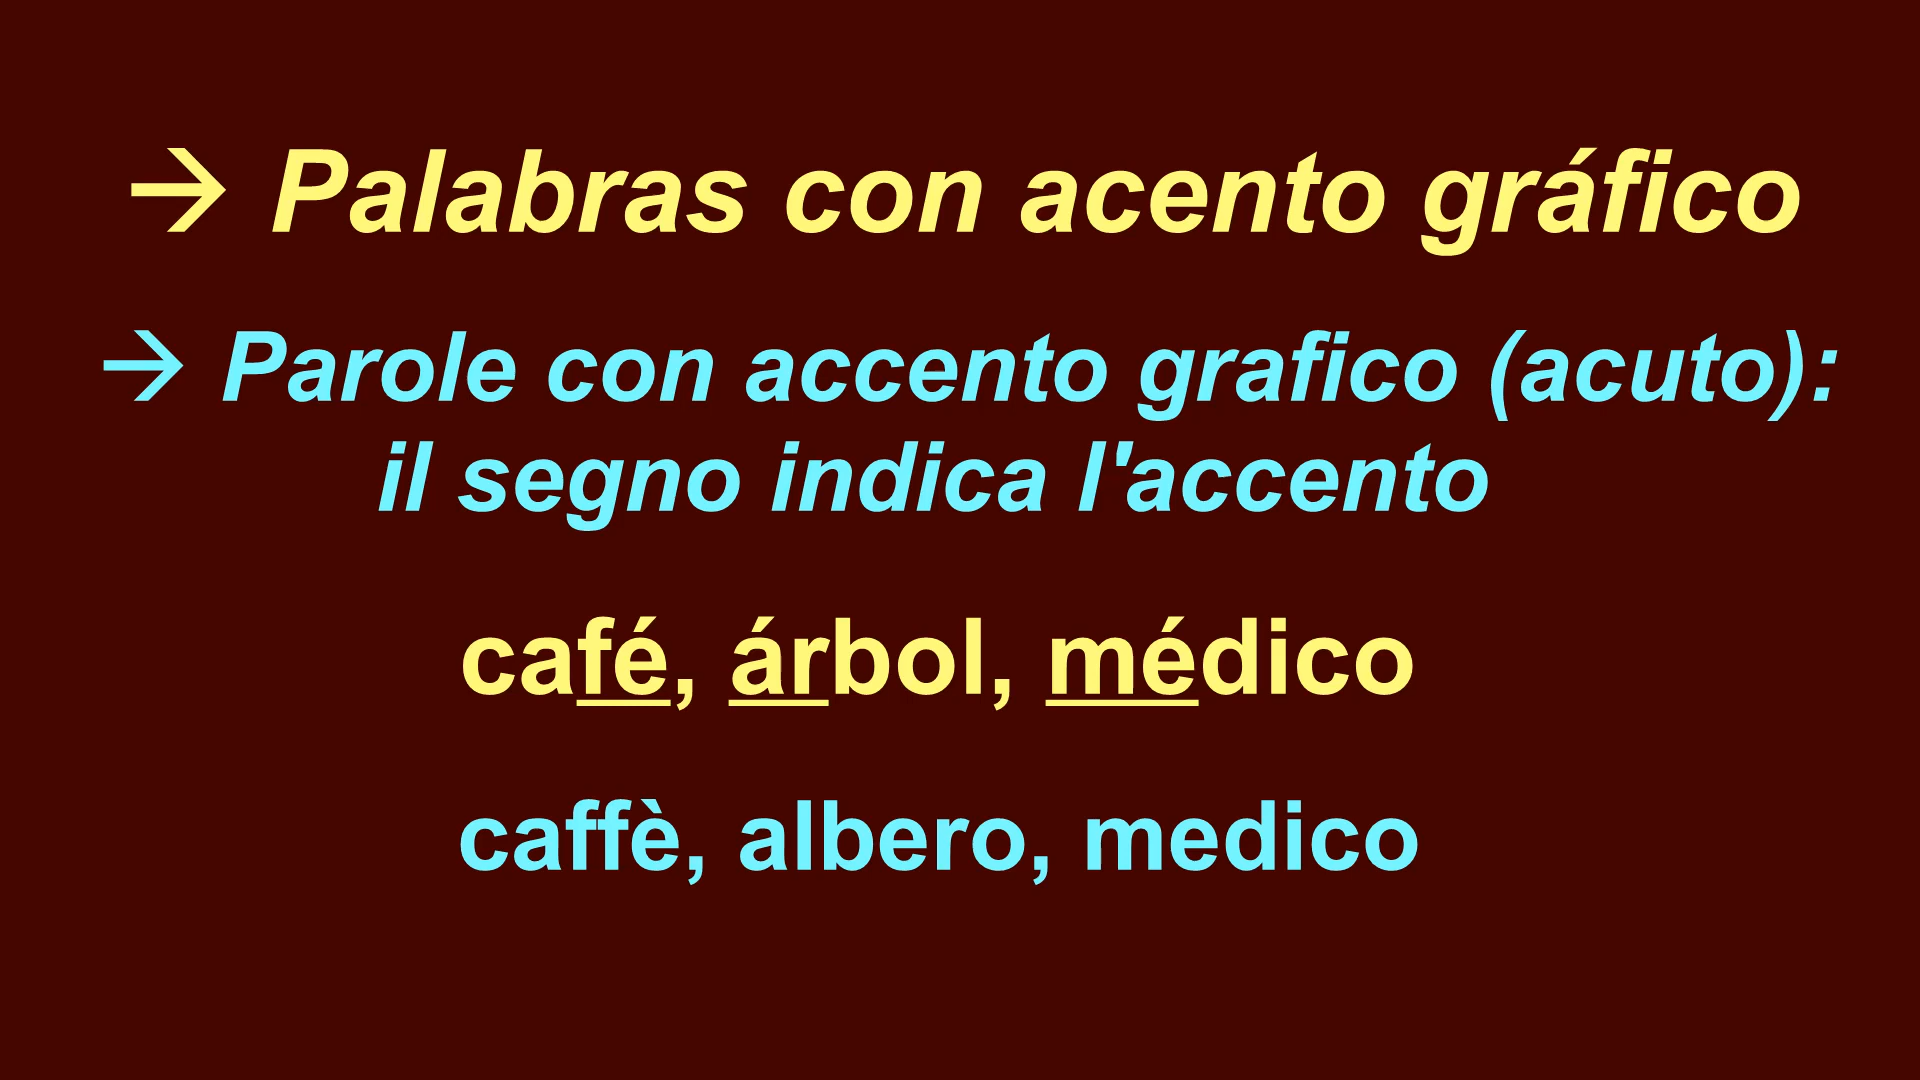 → Palabras con acento gráfico
→ Parole con accento grafico (acuto):
il segno indica l'accento
café, árbol, médico
caffè, albero, medico